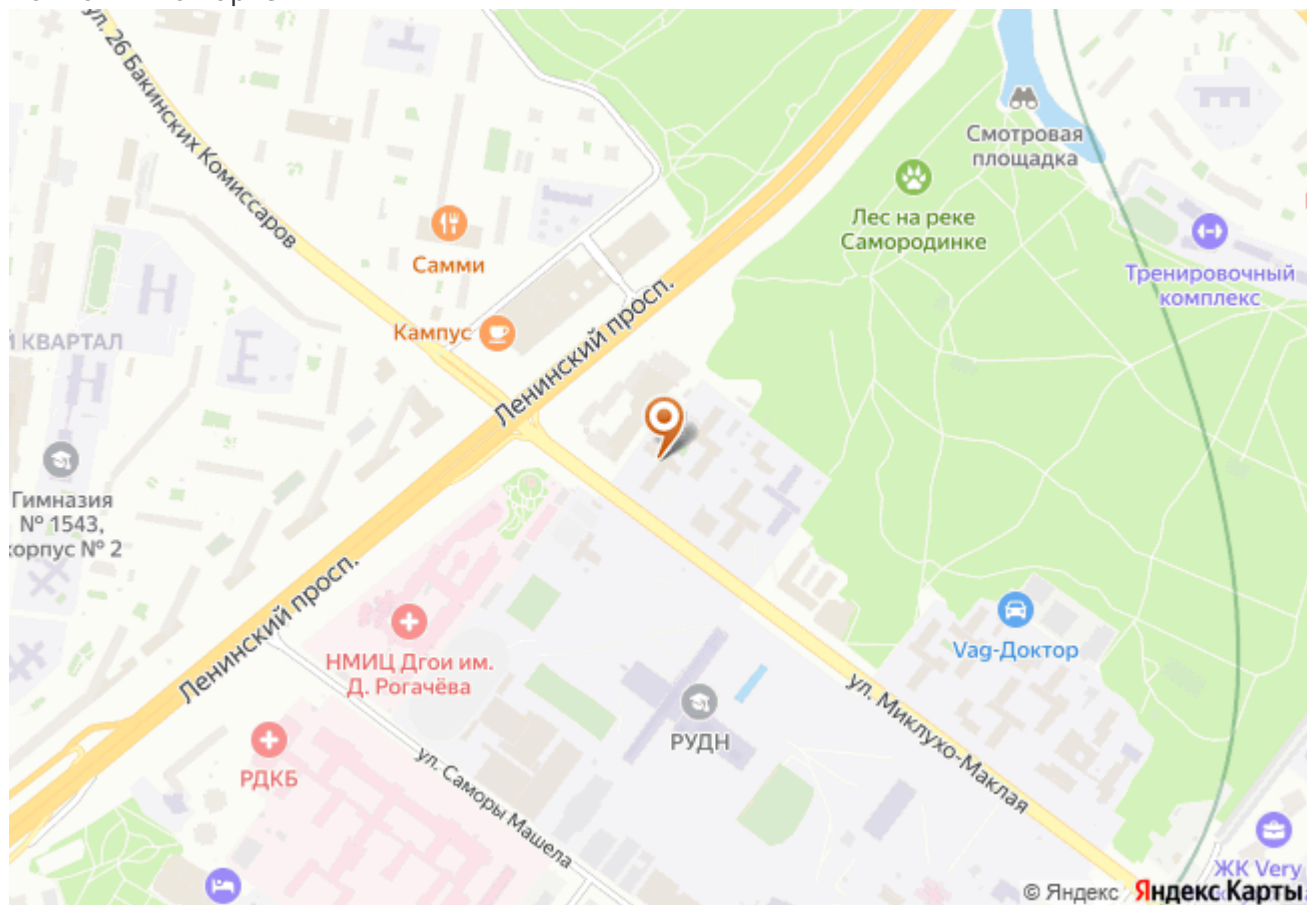 ул. 26 Бакинских Комиссаров
Смотровая
площадка
Лес на реке
Самородинке
Самми
Тренировочный
комплекс
Ленинский просп.
Кампус
КВАРТАЛ
Гимназия
№ 1543,
корпус № 2
Ленинский просп.
НМИЦ Дгои им.
Д. Рогачёва
Vag-Доктор
ул. Миклухо-Маклая
РУДН
РДКБ
ул. Саморы Машела
ЖК Very
© Яндекс Яндекс Карты